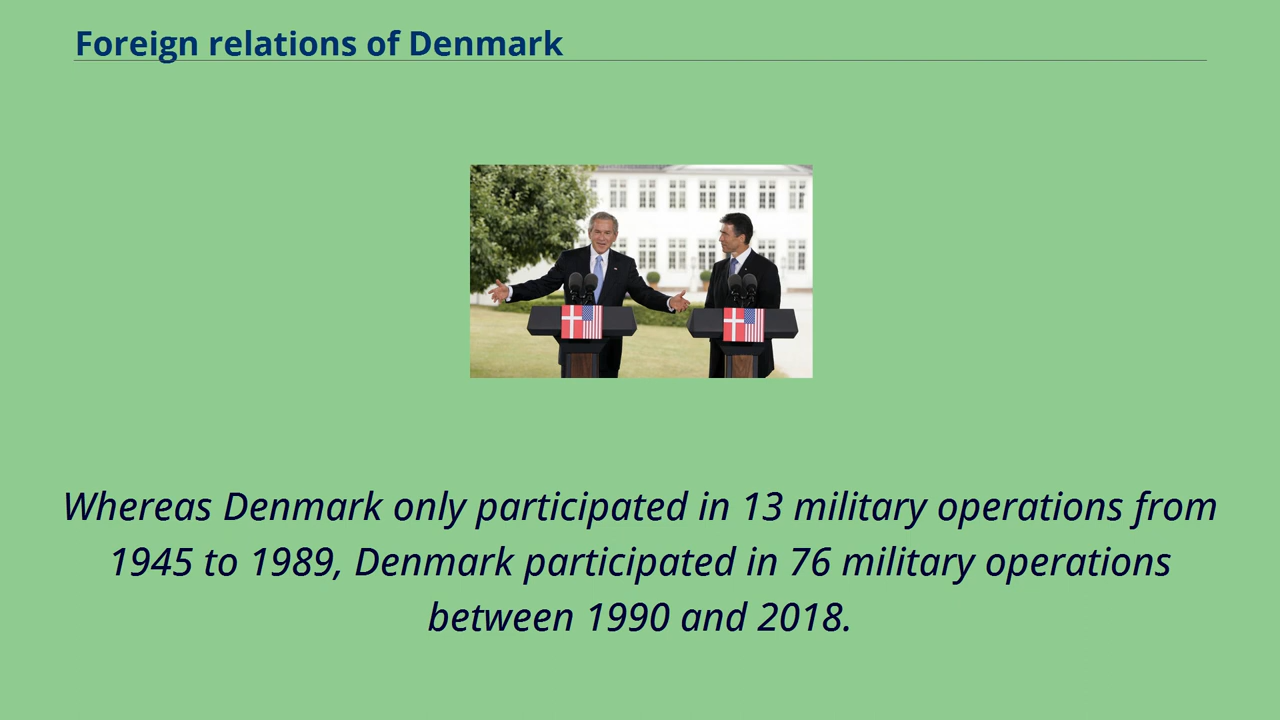 Foreign relations of Denmark
Whereas Denmark only participated in 13 military operations from
1945 to 1989, Denmark participated in 76 military operations
between 1990 and 2018.